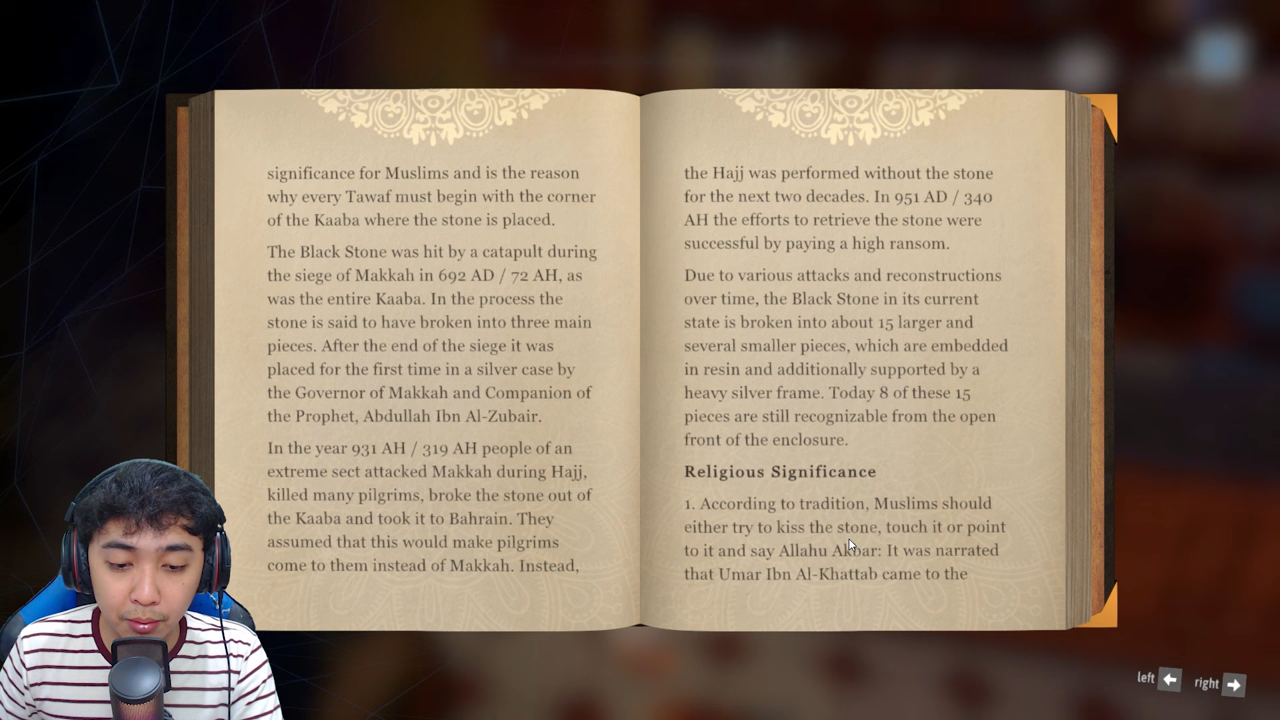 significance for Muslims and is the reason
why every Tawaf must begin with the corner
of the Kaaba where the stone is placed.
The Black Stone was hit by a catapult during
the siege of Makkah in 692 AD / 72 AH, as
was the entire Kaaba. In the process the
stone is said to have broken into three main
pieces. After the end of the siege it was
placed for the first time in a silver case by
the Governor of Makkah and Companion of
the Prophet, Abdullah Ibn Al-Zubair.
In the year 931 AH / 319 AH people of an
extreme sect attacked Makkah during Hajj,
killed many pilgrims, broke the stone out of
the Kaaba and took it to Bahrain. They
assumed that this would make pilgrims
come to them instead of Makkah. Instead,
the Hajj was performed without the stone
for the next two decades. In 951 AD / 340
AH the efforts to retrieve the stone were
successful by paying a high ransom.
Due to various attacks and reconstructions
over time, the Black Stone in its current
state is broken into about 15 larger and
several smaller pieces, which are embedded
in resin and additionally supported by a
heavy silver frame. Today 8 of these 15
pieces are still recognizable from the open
front of the enclosure.
Religious Significance
1. According to tradition, Muslims should
either try to kiss the stone, touch it or point
to it and say Allahu Akbar: It was narrated
that Umar Ibn Al-Khattab came to the
left right